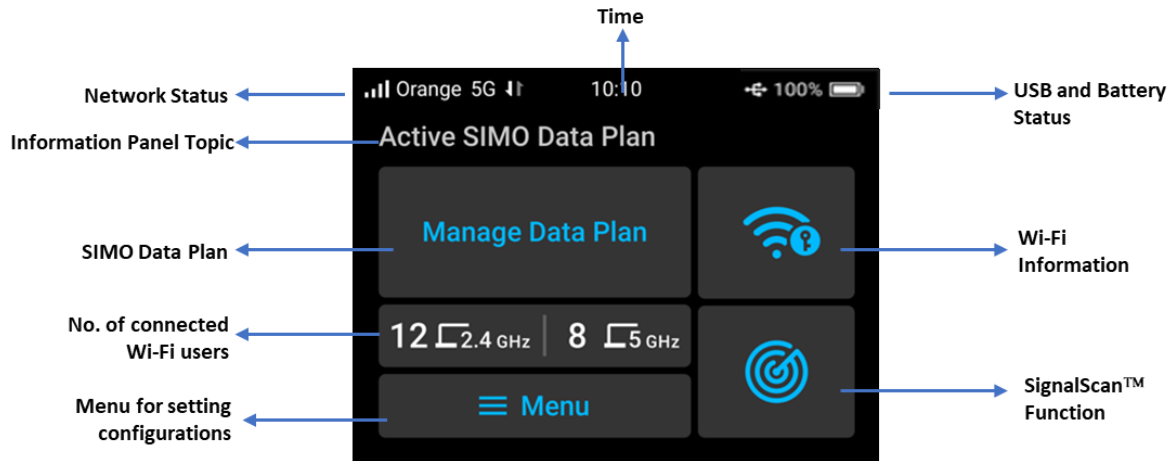 Time
Network Status
Orange 5G
10:10
100%
USB and Battery
Status
Information Panel Topic
Active SIMO Data Plan
SIMO Data Plan
Manage Data Plan
Wi-Fi
Information
No. of connected
Wi-Fi users
12 2.4 GHz | 8 5 GHz
Menu for setting
configurations
Menu
SignalScan™
Function